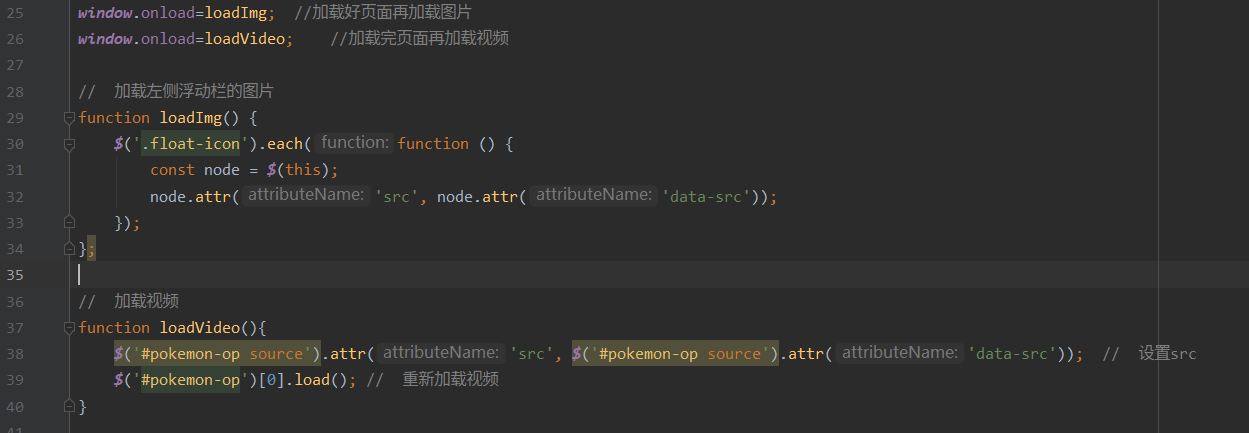 25 window.onload=loadImg; //加载好页面再加载图片
26 window.onload=loadVideo; //加载完页面再加载视频
27
28 // 加载左侧浮动栏的图片
29 function loadImg() {
30 $('.float-icon').each( function: function () {
31 const node = $(this);
32 node.attr( attributeName: 'src', node.attr( attributeName: 'data-src'));
33 });
34 };
35
36 // 加载视频
37 function loadVideo(){
38 $('#pokemon-op source').attr( attributeName: 'src', $('#pokemon-op source').attr( attributeName: 'data-src')); // 设置src
39 $('#pokemon-op')[0].load(); // 重新加载视频
40 }